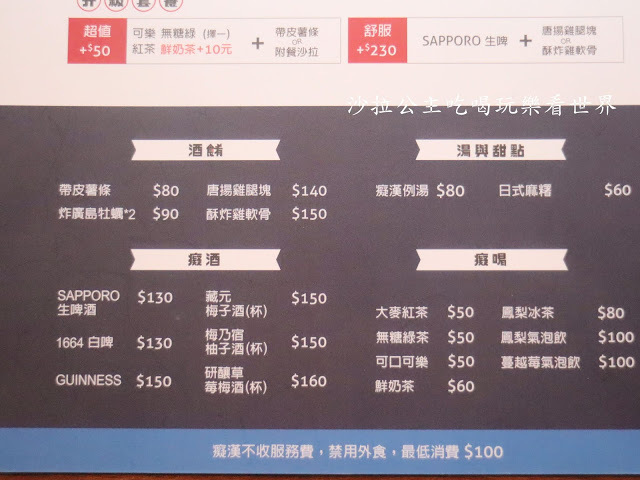 升級套餐
超值 +$50
可樂 無糖綠 (擇一)
紅茶 鮮奶茶+10元
+
帶皮薯條
OR
附餐沙拉
舒服 +$230
SAPPORO 生啤 +
唐揚雞腿塊
OR
酥炸雞軟骨
沙拉公主吃喝玩樂看世界
酒餚
帶皮薯條 $80 唐揚雞腿塊 $140
炸廣島牡蠣*2 $90 酥炸雞軟骨 $150
湯與甜點
癡漢例湯 $80 日式麻糬 $60
癡酒
SAPPORO 生啤酒 $130 藏元 梅子酒(杯) $150
1664 白啤 $130 梅乃宿 柚子酒(杯) $150
GUINNESS $150 研釀草 莓梅酒(杯) $160
癡喝
大麥紅茶 $50 鳳梨冰茶 $80
無糖綠茶 $50 鳳梨氣泡飲 $100
可口可樂 $50 蔓越莓氣泡飲 $100
鮮奶茶 $60
癡漢不收服務費，禁用外食，最低消費 $100